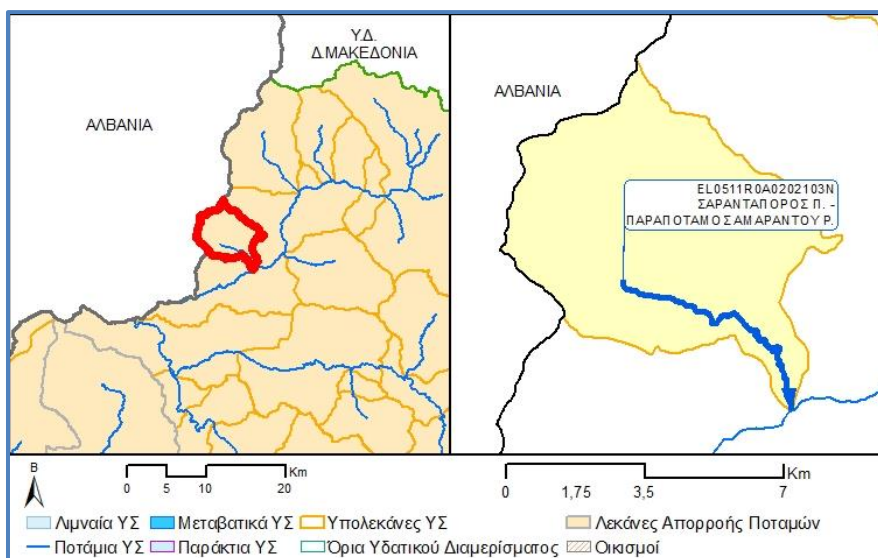 Υ.Δ.
Δ.ΜΑΚΕΔΟΝΙΑ
ΑΛΒΑΝΙΑ
ΑΛΒΑΝΙΑ
EL0511R0A0202103N
ΣΑΡΑΝΤΑΠΟΡΟΣ Π. -
ΠΑΡΑΠΟΤΑΜΟΣ ΑΜΑΡΑΝΤΟΥ Ρ.
Β
Km
0 5 10 20
Km
0 1,75 3,5 7
Λιμναία ΥΣ Μεταβατικά ΥΣ Υπολεκάνες ΥΣ Λεκάνες Απορροής Ποταμών
Ποτάμια ΥΣ Παράκτια ΥΣ Όρια Υδατικού Διαμερίσματος Οικισμοί